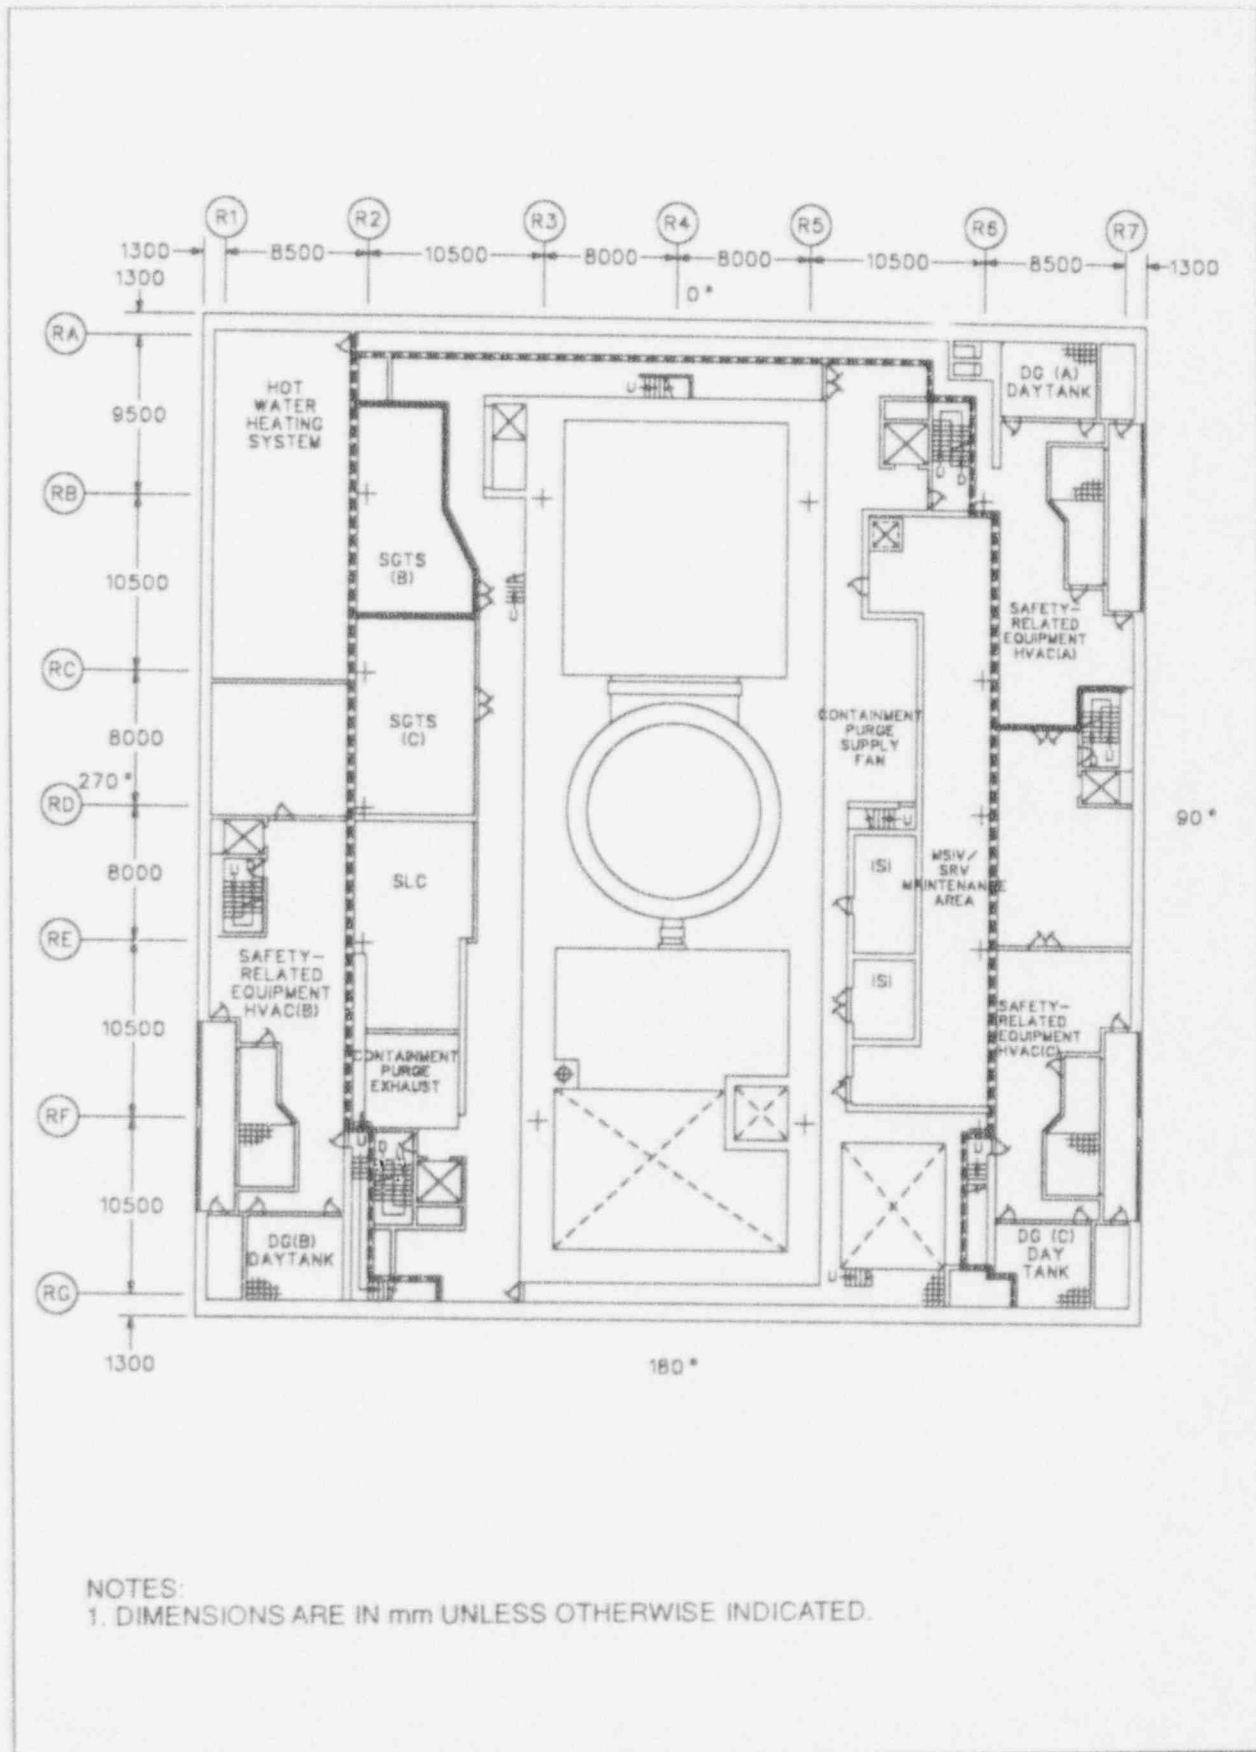 R1 R2 R3 R4 R5 R6 R7
1300 8500 10500 8000 8000 10500 8500 1300
1300
0°
RA
9500
RB
10500
RC
8000
270°
RD
8000
RE
10500
RF
10500
RG
1300
90°
180°
HOT
WATER
HEATING
SYSTEM
SGTS
(B)
SGTS
(C)
SLC
SAFETY-
RELATED
EQUIPMENT
HVAC(B)
CONTAINMENT
PURGE
EXHAUST
DG(B)
DAYTANK
CONTAINMENT
PURGE
SUPPLY
FAN
ISI
ISI
MSIV/
SRV
MAINTENANCE
AREA
DG (A)
DAYTANK
SAFETY-
RELATED
EQUIPMENT
HVAC(A)
SAFETY-
RELATED
EQUIPMENT
HVAC(C)
DG (C)
DAY
TANK
U
U
U
U
U
D
U
D
U
D
U
NOTES:
1. DIMENSIONS ARE IN mm UNLESS OTHERWISE INDICATED.